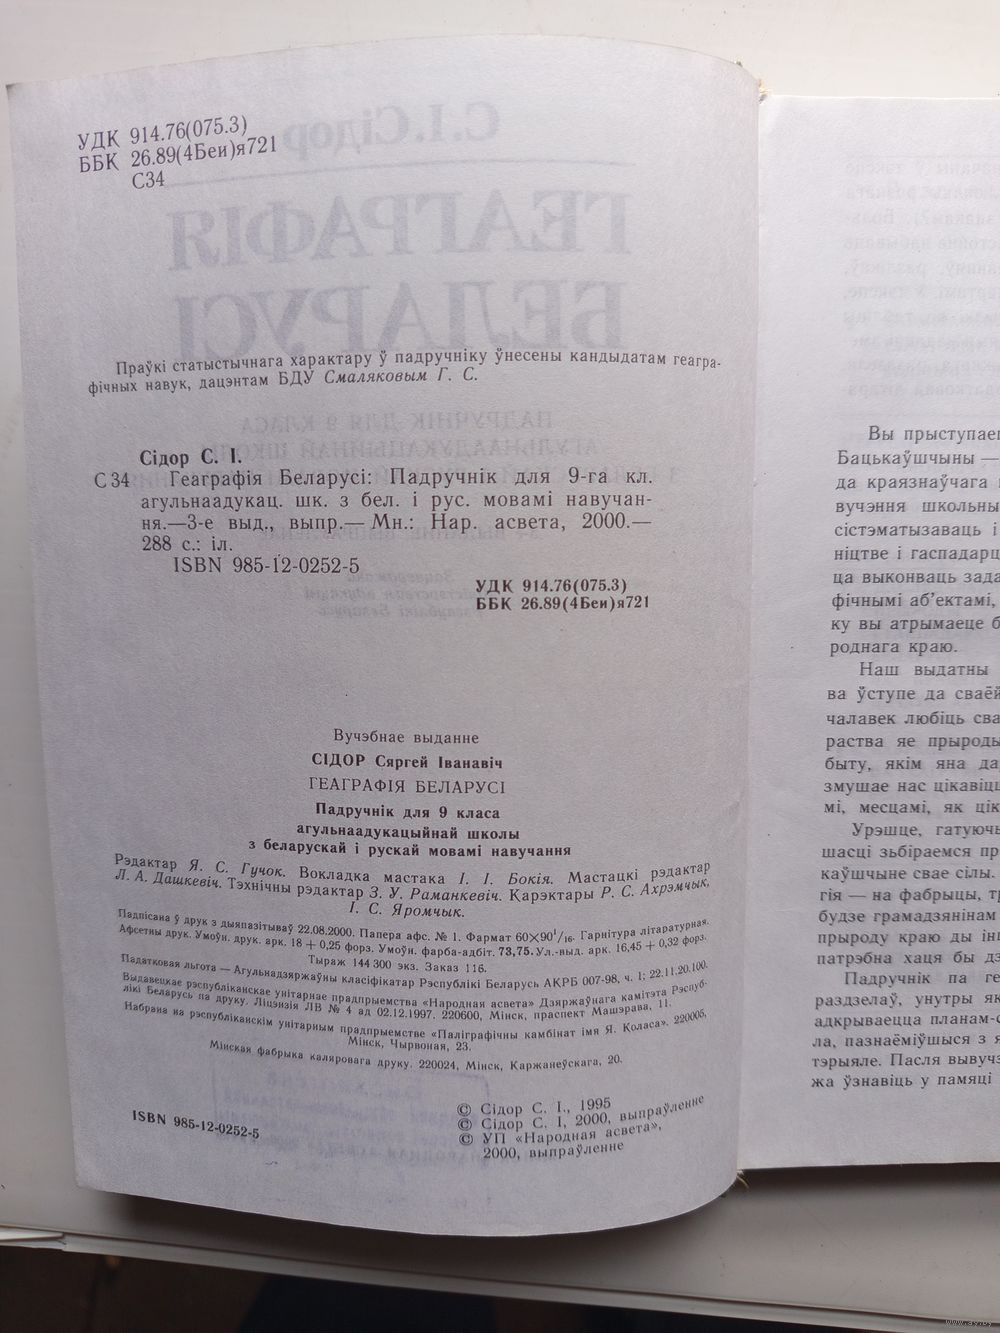 УДК 914.76(075.3)
ББК 26.89(4Беи)я721
С34
Праўкі статыстычнага характару ў падручніку ўнесены кандыдатам геагра-
фічных навук, дацэнтам БДУ Смаляковым Г. С.
Сідор С. І.
С 34 Геаграфія Беларусі: Падручнік для 9-га кл.
агульнаадукац. шк. з бел. і рус. мовамі навучан-
ня.—3-е выд., выпр.— Мн.: Нар. асвета, 2000.—
288 с.: іл.
ISBN 985-12-0252-5
УДК 914.76(075.3)
ББК 26.89(4Беи)я721
Вучэбнае выданне
СІДОР Сяргей Іванавіч
ГЕАГРАФІЯ БЕЛАРУСІ
Падручнік для 9 класа
агульнаадукацыйнай школы
з беларускай і рускай мовамі навучання
Рэдактар Я. С. Гучок. Вокладка мастака І. І. Бокія. Мастацкі рэдактар
Л. А. Дашкевіч. Тэхнічны рэдактар З. У. Раманкевіч. Карэктары Р. С. Ахрэмчык,
І. С. Яромчык.
Падпісана ў друк з дыяпазітываў 22.08.2000. Папера афс. № 1. Фармат 60×90¹/₁₆. Гарнітура літаратурная.
Афсетны друк. Умоўн. друк. арк. 18 + 0,25 форз. Умоўн. фарба-адбіт. 73,75. Ул.-выд. арк. 16,45 + 0,32 форз.
Тыраж 144 300 экз. Заказ 116.
Падатковая льгота — Агульнадзяржаўны класіфікатар Рэспублікі Беларусь АКРБ 007-98, ч. 1; 22.11.20.100.
Выдавецкае рэспубліканскае унітарнае прадпрыемства «Народная асвета» Дзяржаўнага камітэта Рэспуб-
лікі Беларусь па друку. Ліцэнзія ЛВ № 4 ад 02.12.1997. 220600, Мінск, праспект Машэрава, 11.
Набрана на рэспубліканскім унітарным прадпрыемстве «Паліграфічны камбінат імя Я. Коласа». 220005,
Мінск, Чырвоная, 23.
Мінская фабрыка каляровага друку. 220024, Мінск, Каржанеўскага, 20.
ISBN 985-12-0252-5
© Сідор С. І., 1995
© Сідор С. І, 2000, выпраўленне
© УП «Народная асвета»,
2000, выпраўленне
Вы прыступаец
Бацькаўшчыны —
да краязнаўчага
вучэння школьны
сістэматызаваць і
ніцтве і гаспадарц
ца выконваць зада
фічнымі аб'ектамі,
ку вы атрымаеце б
роднага краю.
Наш выдатны
ва ўступе да сваёй
чалавек любіць сва
раства яе прыроды
быту, якім яна да
змушае нас цікавіць
мі, месцамі, як цік
Урэшце, гатуючы
шасці зьбіраемся пр
каўшчыне свае сілы.
гія — на фабрыцы, тр
будзе грамадзянінам
прыроду краю ды інш
патрэбна хаця бы дз
Падручнік па ге
раздзелаў, унутры як
адкрываецца планам-с
ла, пазнаёміўшыся з я
тэрыяле. Пасля вывуч
жа ўзнавіць у памяці
www.ay.by